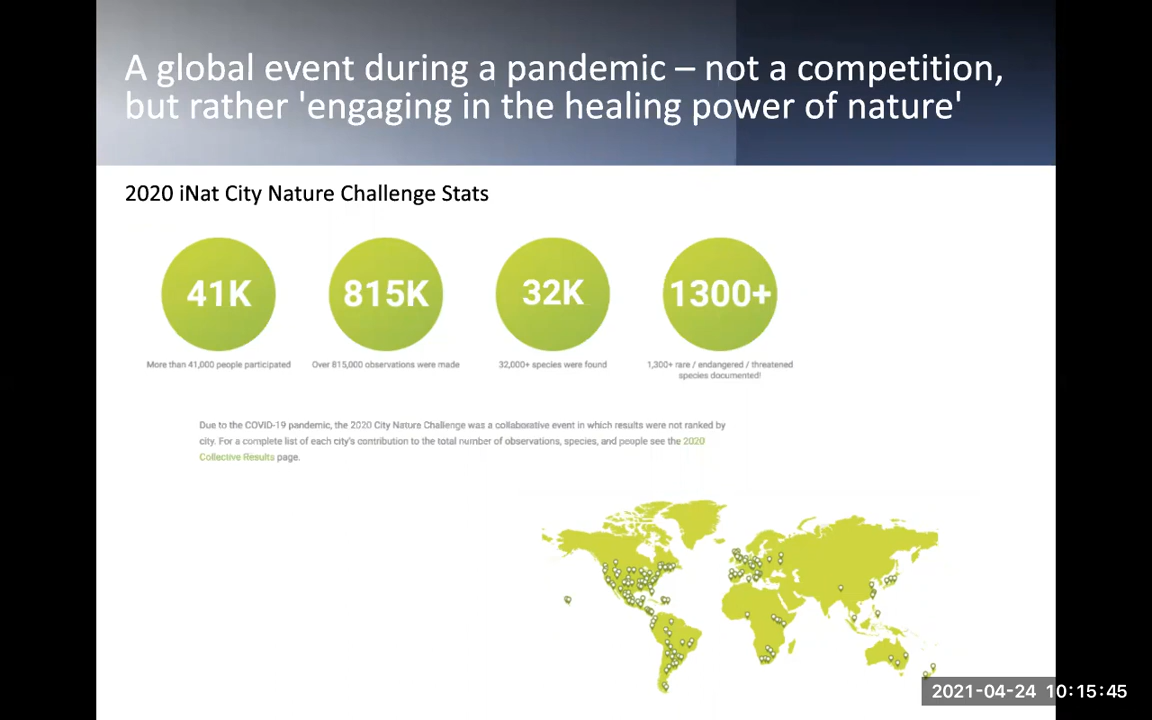 A global event during a pandemic – not a competition,
but rather 'engaging in the healing power of nature'
2020 iNat City Nature Challenge Stats
41K
815K
32K
1300+
More than 41,000 people participated
Over 815,000 observations were made
32,000+ species were found
1,300+ rare / endangered / threatened
species documented!
Due to the COVID-19 pandemic, the 2020 City Nature Challenge was a collaborative event in which results were not ranked by
city. For a complete list of each city's contribution to the total number of observations, species, and people see the 2020
Collective Results page.
2021-04-24 10:15:45